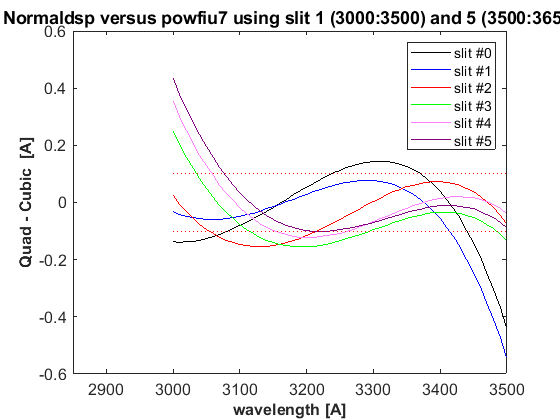 Normaldsp versus powfiu7 using slit 1 (3000:3500) and 5 (3500:365
0.6
0.4
0.2
0
-0.2
-0.4
-0.6
Quad - Cubic [A]
slit #0
slit #1
slit #2
slit #3
slit #4
slit #5
2900 3000 3100 3200 3300 3400 3500
wavelength [A]